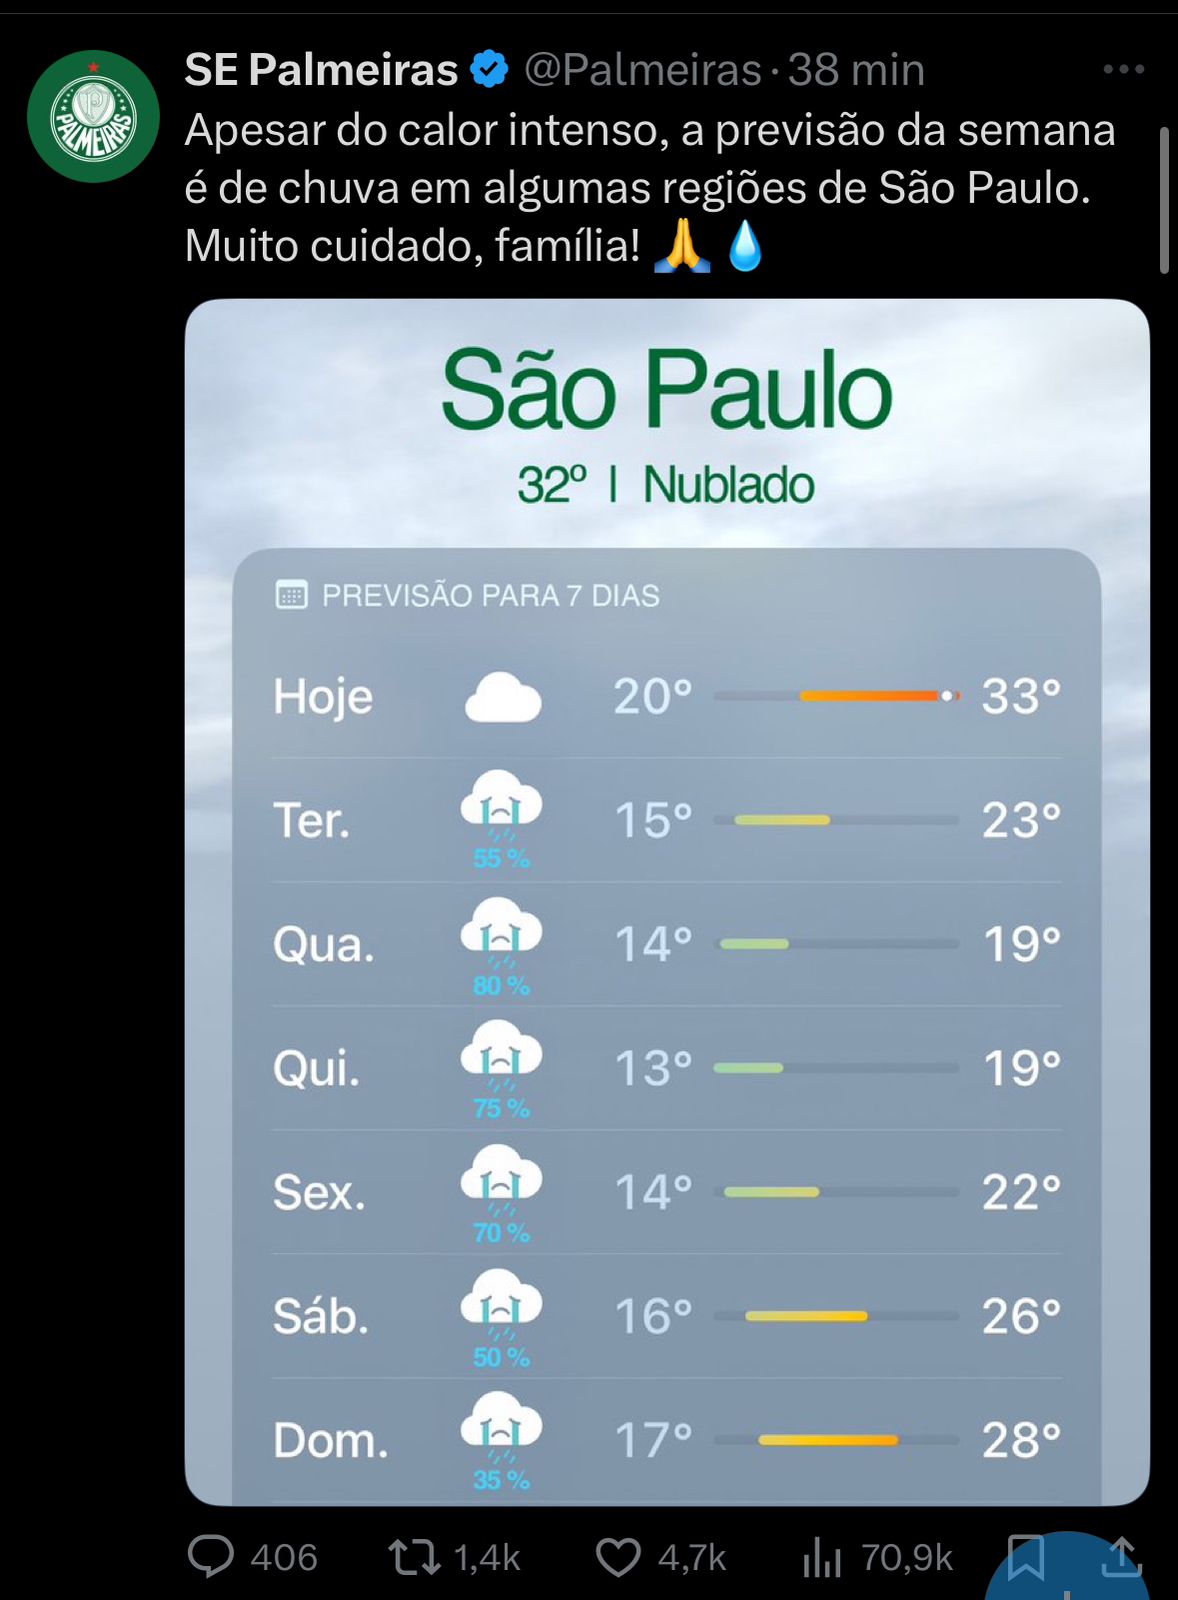 SE Palmeiras @Palmeiras · 38 min
Apesar do calor intenso, a previsão da semana
é de chuva em algumas regiões de São Paulo.
Muito cuidado, família! 🙏💧
PALMEIRAS
São Paulo
32º | Nublado
PREVISÃO PARA 7 DIAS
Hoje 20° 33°
Ter. 55 % 15° 23°
Qua. 80 % 14° 19°
Qui. 75 % 13° 19°
Sex. 70 % 14° 22°
Sáb. 50 % 16° 26°
Dom. 35 % 17° 28°
406 1,4k 4,7k 70,9k